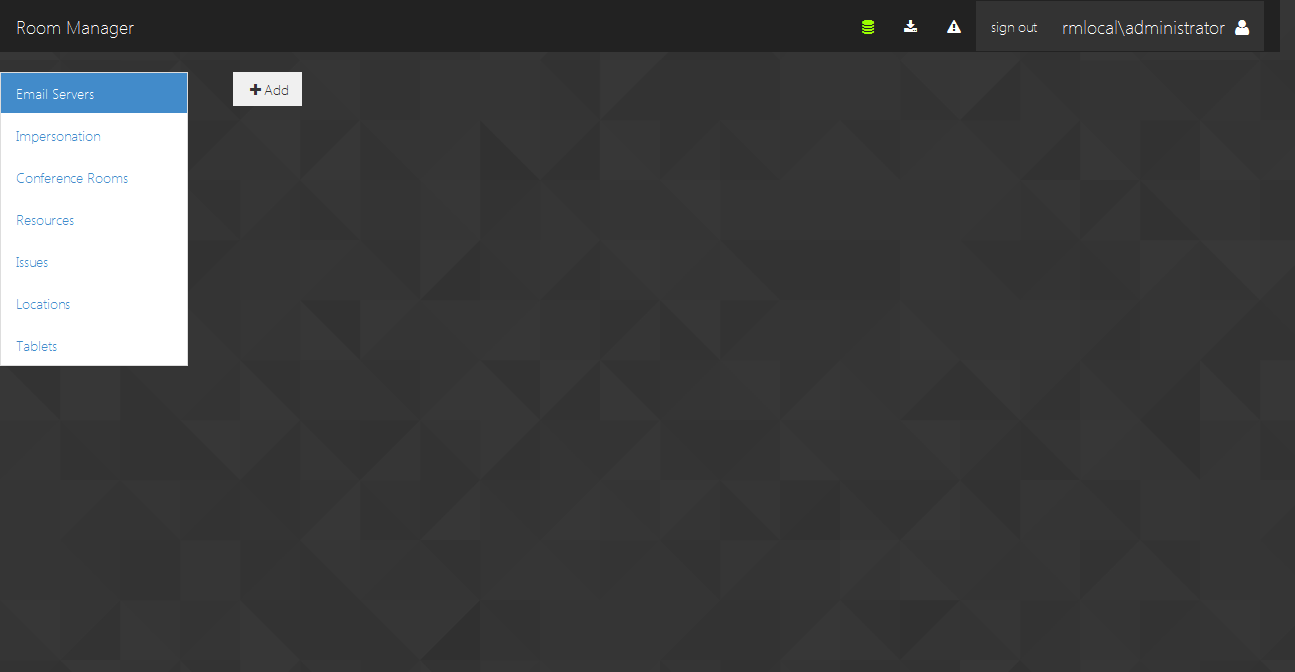 Room Manager
sign out
rmlocal\administrator
Email Servers
Add
Impersonation
Conference Rooms
Resources
Issues
Locations
Tablets